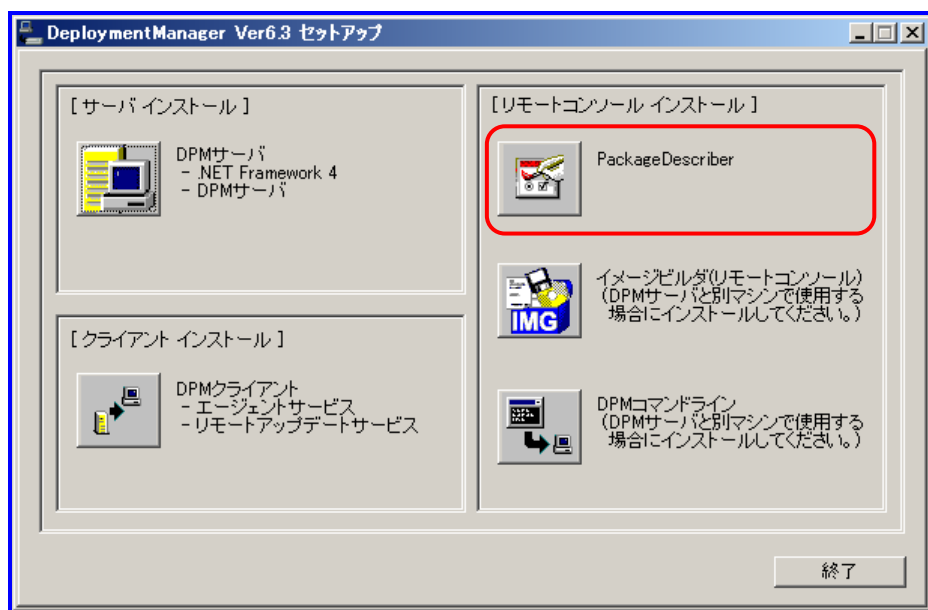 DeploymentManager Ver6.3 セットアップ
[サーバ インストール]
DPMサーバ
- .NET Framework 4
- DPMサーバ
[クライアント インストール]
DPMクライアント
- エージェントサービス
- リモートアップデートサービス
[リモートコンソール インストール]
PackageDescriber
IMG
イメージビルダ(リモートコンソール)
(DPMサーバと別マシンで使用する
場合にインストールしてください。)
DPMコマンドライン
(DPMサーバと別マシンで使用する
場合にインストールしてください。)
終了